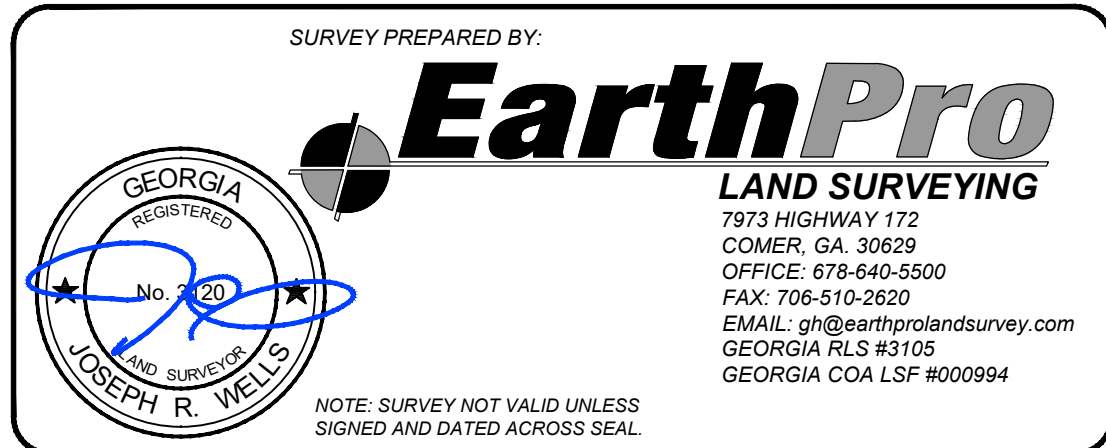 SURVEY PREPARED BY:
EarthPro
LAND SURVEYING
7973 HIGHWAY 172
COMER, GA. 30629
OFFICE: 678-640-5500
FAX: 706-510-2620
EMAIL: gh@earthprolandsurvey.com
GEORGIA RLS #3105
GEORGIA COA LSF #000994
GEORGIA
REGISTERED
No. 3120
LAND SURVEYOR
JOSEPH R. WELLS
NOTE: SURVEY NOT VALID UNLESS
SIGNED AND DATED ACROSS SEAL.